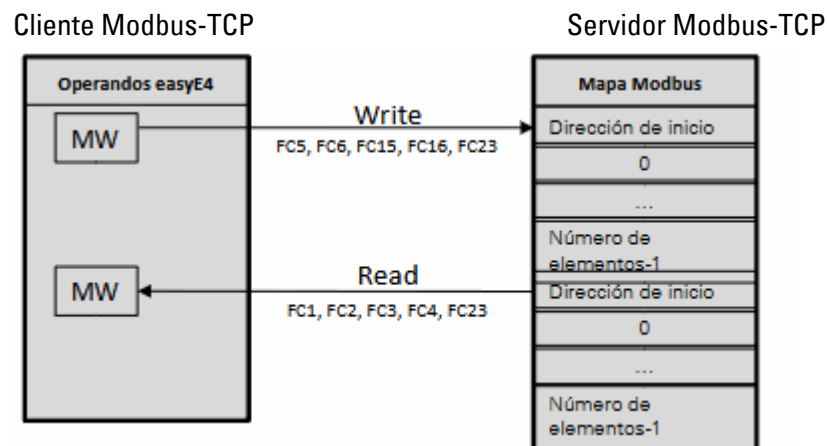 Cliente Modbus-TCP
Servidor Modbus-TCP
Operandos easyE4
Mapa Modbus
MW
Write
FC5, FC6, FC15, FC16, FC23
Dirección de inicio
0
...
Número de
elementos-1
MW
Read
FC1, FC2, FC3, FC4, FC23
Dirección de inicio
0
...
Número de
elementos-1